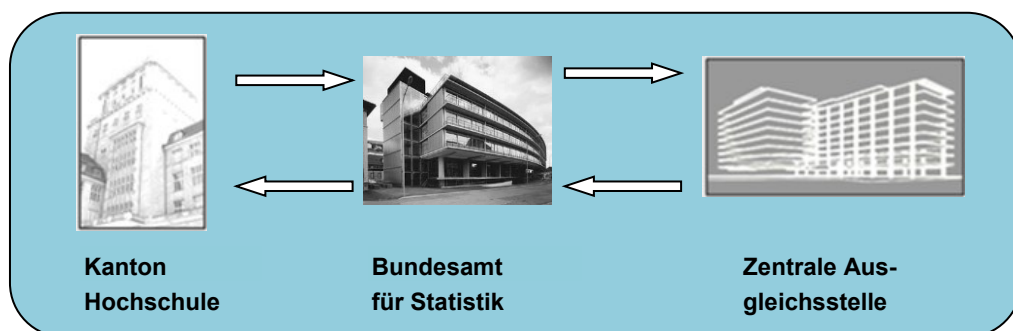 Kanton
Hochschule
Bundesamt
für Statistik
Zentrale Aus-
gleichsstelle